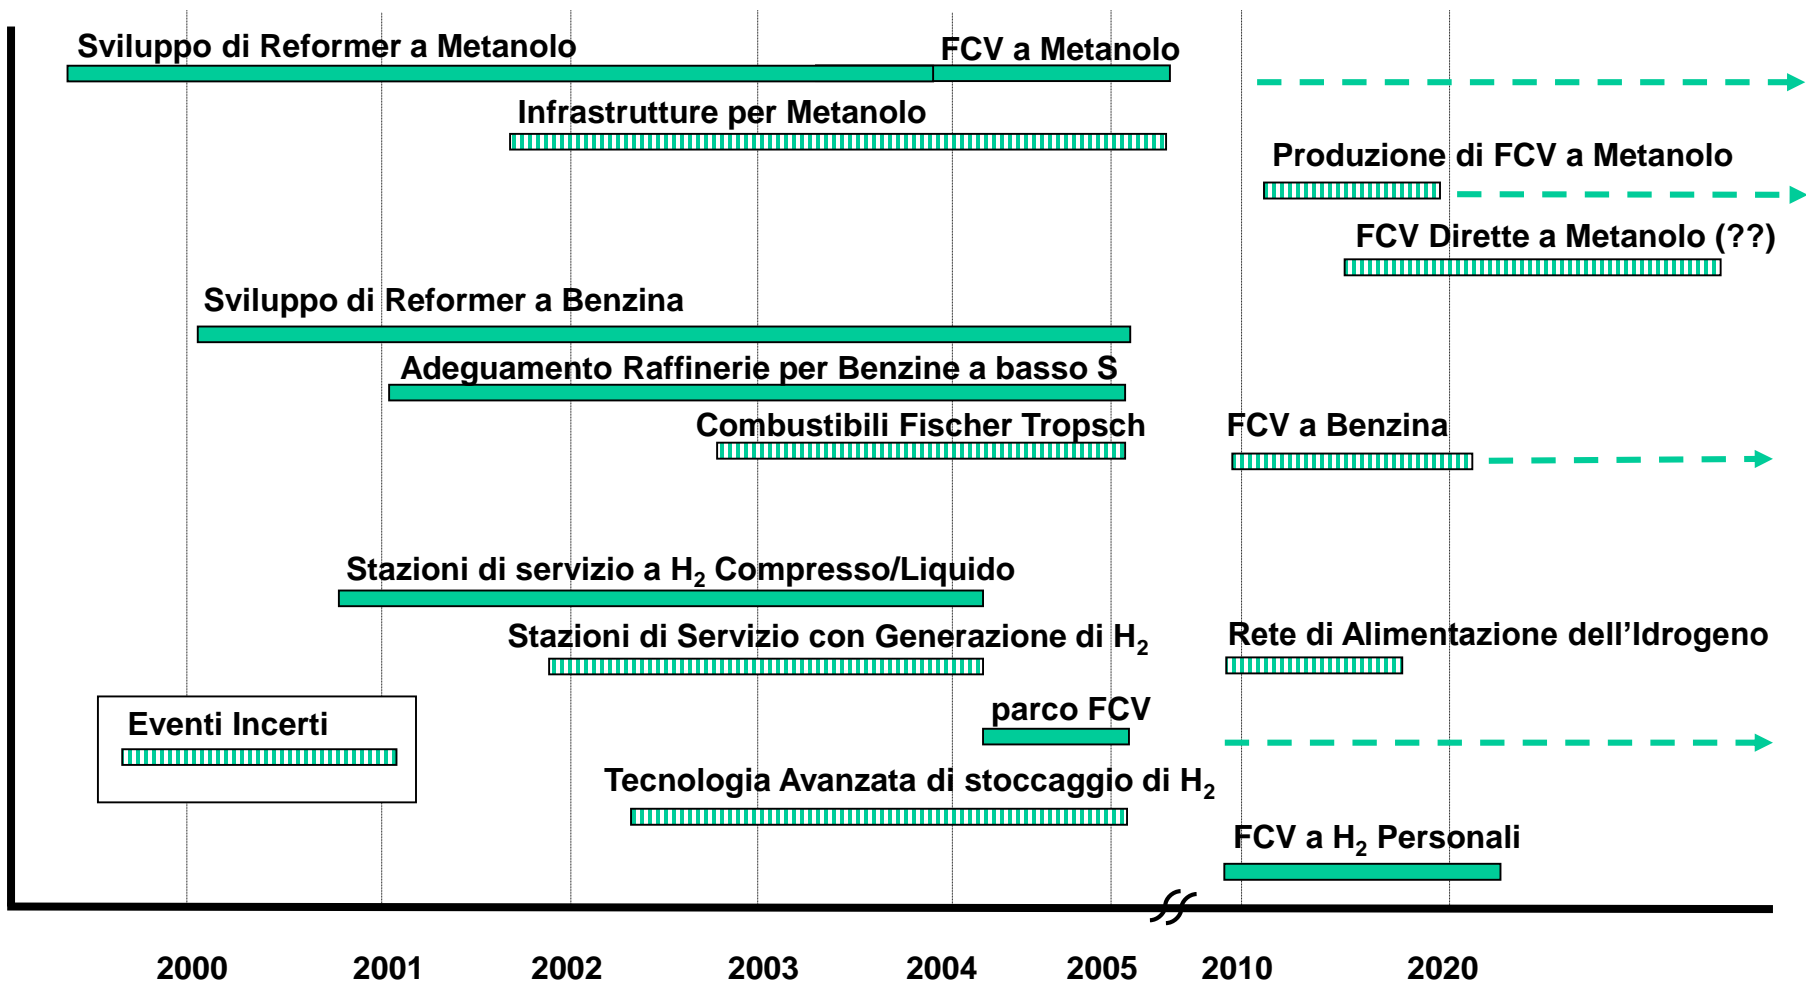 Sviluppo di Reformer a Metanolo
FCV a Metanolo
Infrastrutture per Metanolo
Produzione di FCV a Metanolo
FCV Dirette a Metanolo (??)
Sviluppo di Reformer a Benzina
Adeguamento Raffinerie per Benzine a basso S
Combustibili Fischer Tropsch
FCV a Benzina
Stazioni di servizio a H₂ Compresso/Liquido
Stazioni di Servizio con Generazione di H₂
Rete di Alimentazione dell’Idrogeno
parco FCV
Eventi Incerti
Tecnologia Avanzata di stoccaggio di H₂
FCV a H₂ Personali
2000 2001 2002 2003 2004 2005 2010 2020